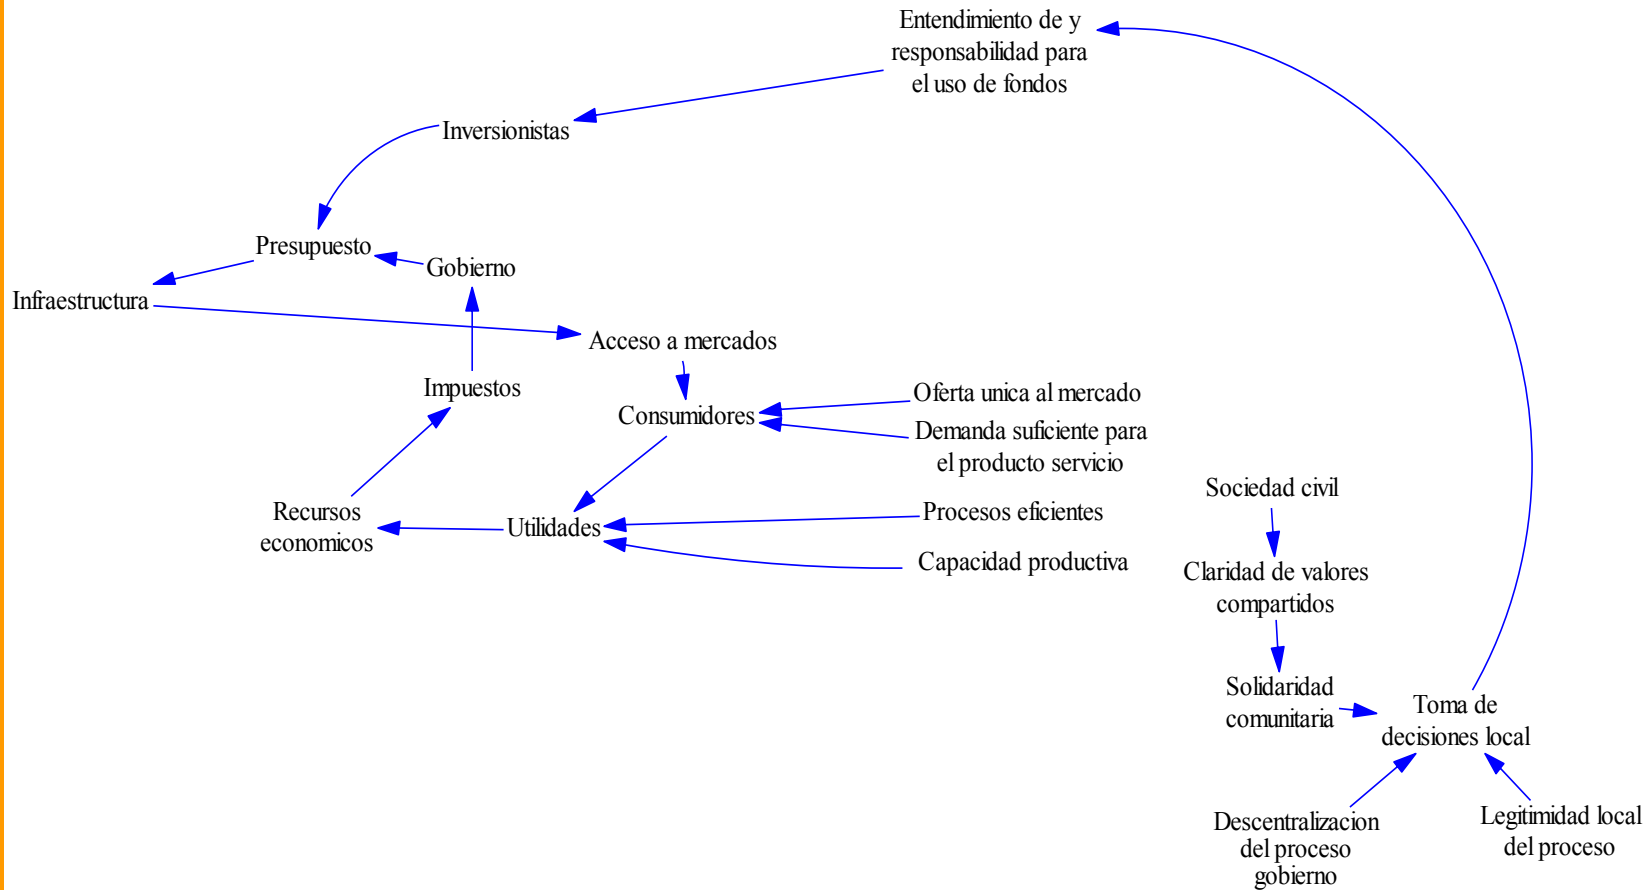 Entendimiento de y
responsabilidad para
el uso de fondos
Inversionistas
Presupuesto
Gobierno
Infraestructura
Acceso a mercados
Impuestos
Consumidores
Oferta unica al mercado
Demanda suficiente para
el producto servicio
Recursos
economicos
Utilidades
Procesos eficientes
Capacidad productiva
Sociedad civil
Claridad de valores
compartidos
Solidaridad
comunitaria
Toma de
decisiones local
Descentralizacion
del proceso
gobierno
Legitimidad local
del proceso